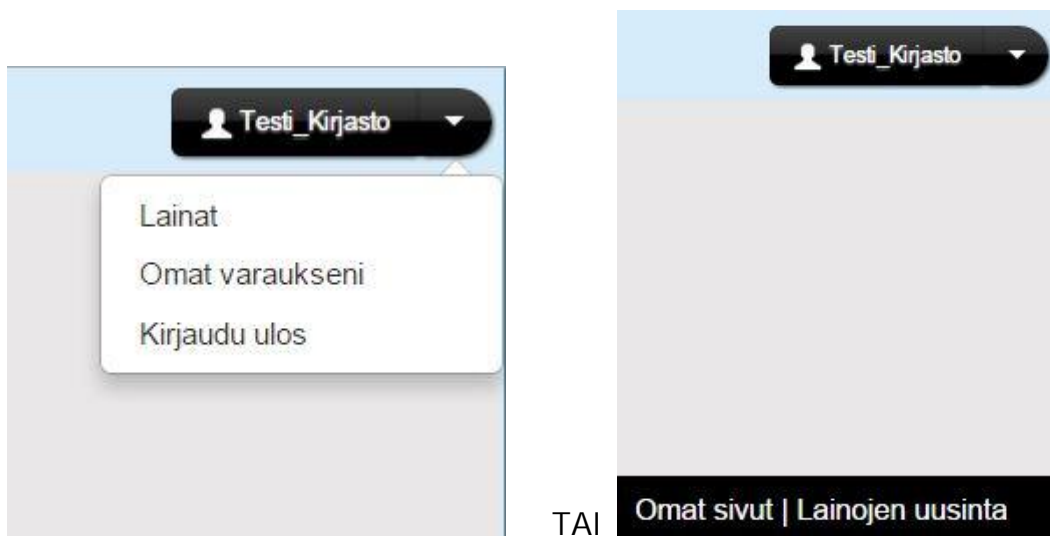 Testi_Kirjasto
Lainat
Omat varaukseni
Kirjaudu ulos
TAI
Testi_Kirjasto
Omat sivut | Lainojen uusinta